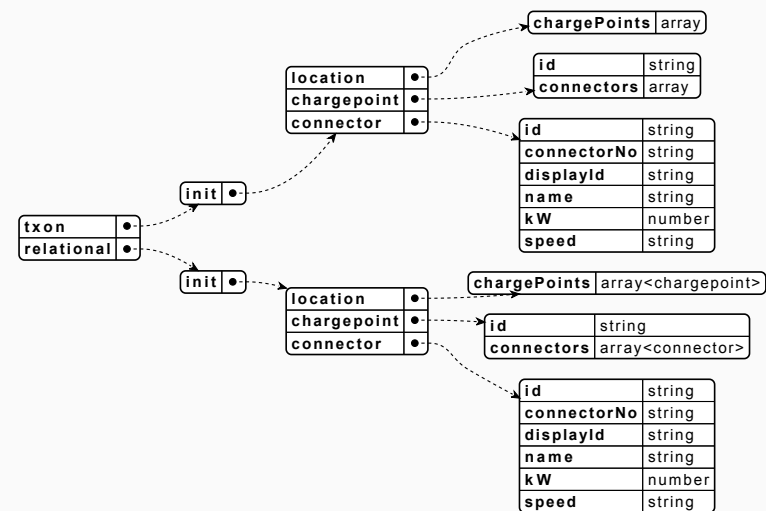 txon
relational
init
location
chargepoint
connector
chargePoints array
id string
connectors array
id string
connectorNo string
displayId string
name string
kW number
speed string
init
location
chargepoint
connector
chargePoints array<chargepoint>
id string
connectors array<connector>
id string
connectorNo string
displayId string
name string
kW number
speed string